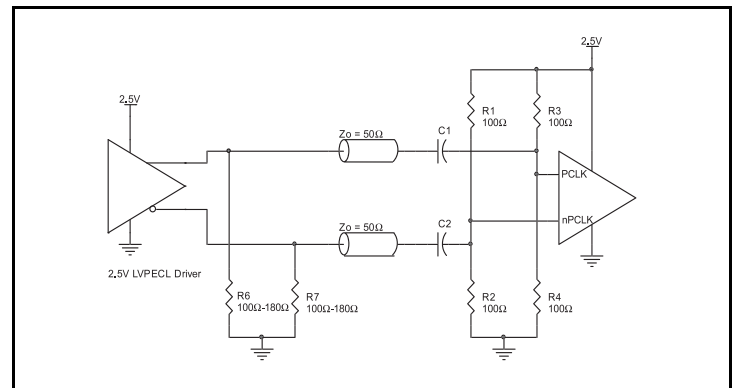 2.5V
2.5V
R1
100Ω
R3
100Ω
Zo = 50Ω
C1
PCLK
nPCLK
Zo = 50Ω
C2
2.5V LVPECL Driver
R6
100Ω-180Ω
R7
100Ω-180Ω
R2
100Ω
R4
100Ω